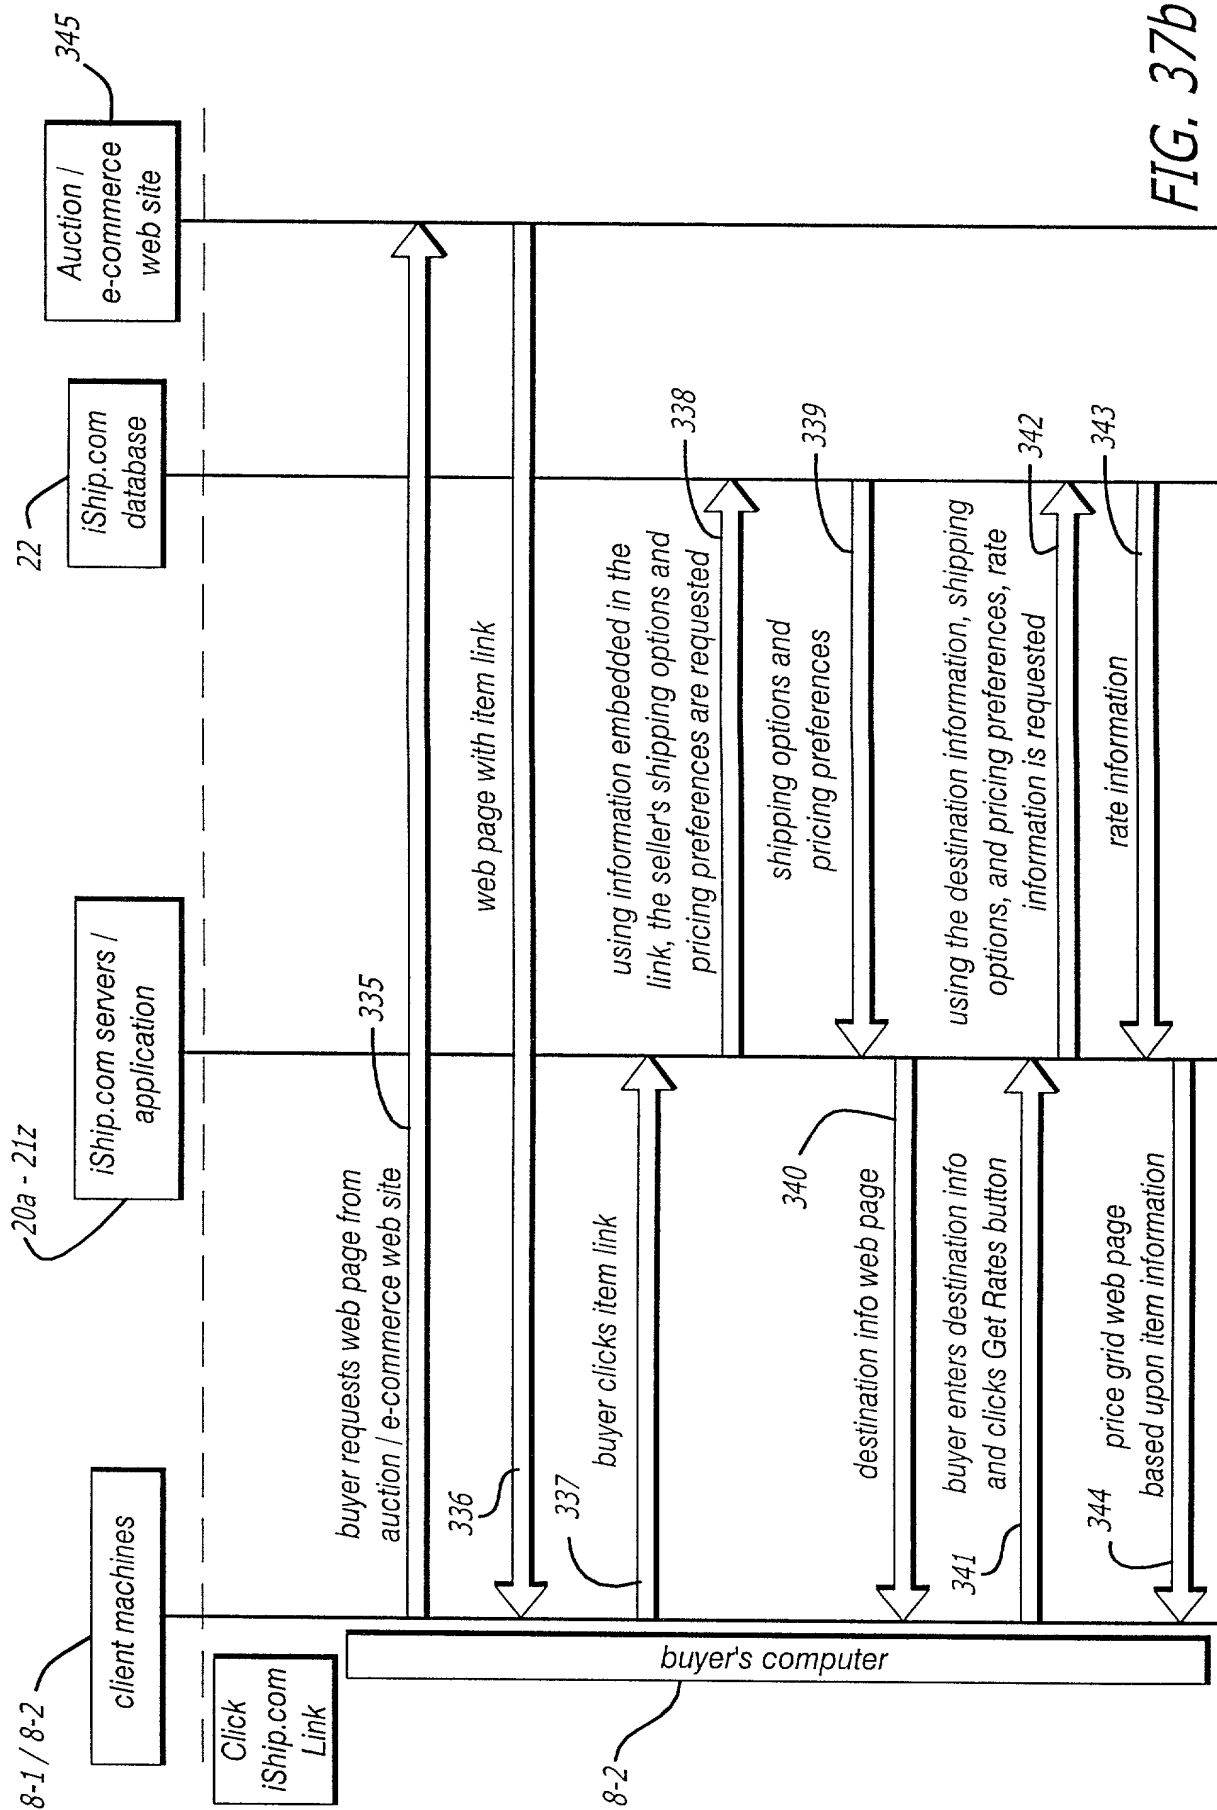 8-1 / 8-2
client machines
20a - 21z
iShip.com servers /
application
22
iShip.com
database
345
Auction /
e-commerce
web site
Click
iShip.com
Link
buyer's computer
8-2
buyer requests web page from
auction / e-commerce web site
335
web page with item link
336
buyer clicks item link
337
using information embedded in the
link, the seller's shipping options and
pricing preferences are requested
338
shipping options and
pricing preferences
339
destination info web page
340
buyer enters destination info
and clicks Get Rates button
341
using the destination information, shipping
options, and pricing preferences, rate
information is requested
342
rate information
343
price grid web page
based upon item information
344
FIG. 37b